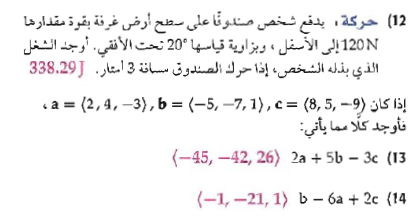 (12 حركة، يدفع شخص صندوقًا على سطح أرض غرفة بقوة مقدارها
120 N إلى الأسفل، وبزاوية قياسها 20° تحت الأفقي. أوجد الشغل
الذي بذله الشخص، إذا حرك الصندوق مسافة 3 أمتار. 338.29 J
إذا كان a = ⟨2, 4, −3⟩, b = ⟨−5, −7, 1⟩, c = ⟨8, 5, −9⟩ ،
فأوجد كلًّا مما يأتي:
(13 2a + 5b − 3c ⟨−45, −42, 26⟩
(14 b − 6a + 2c ⟨−1, −21, 1⟩